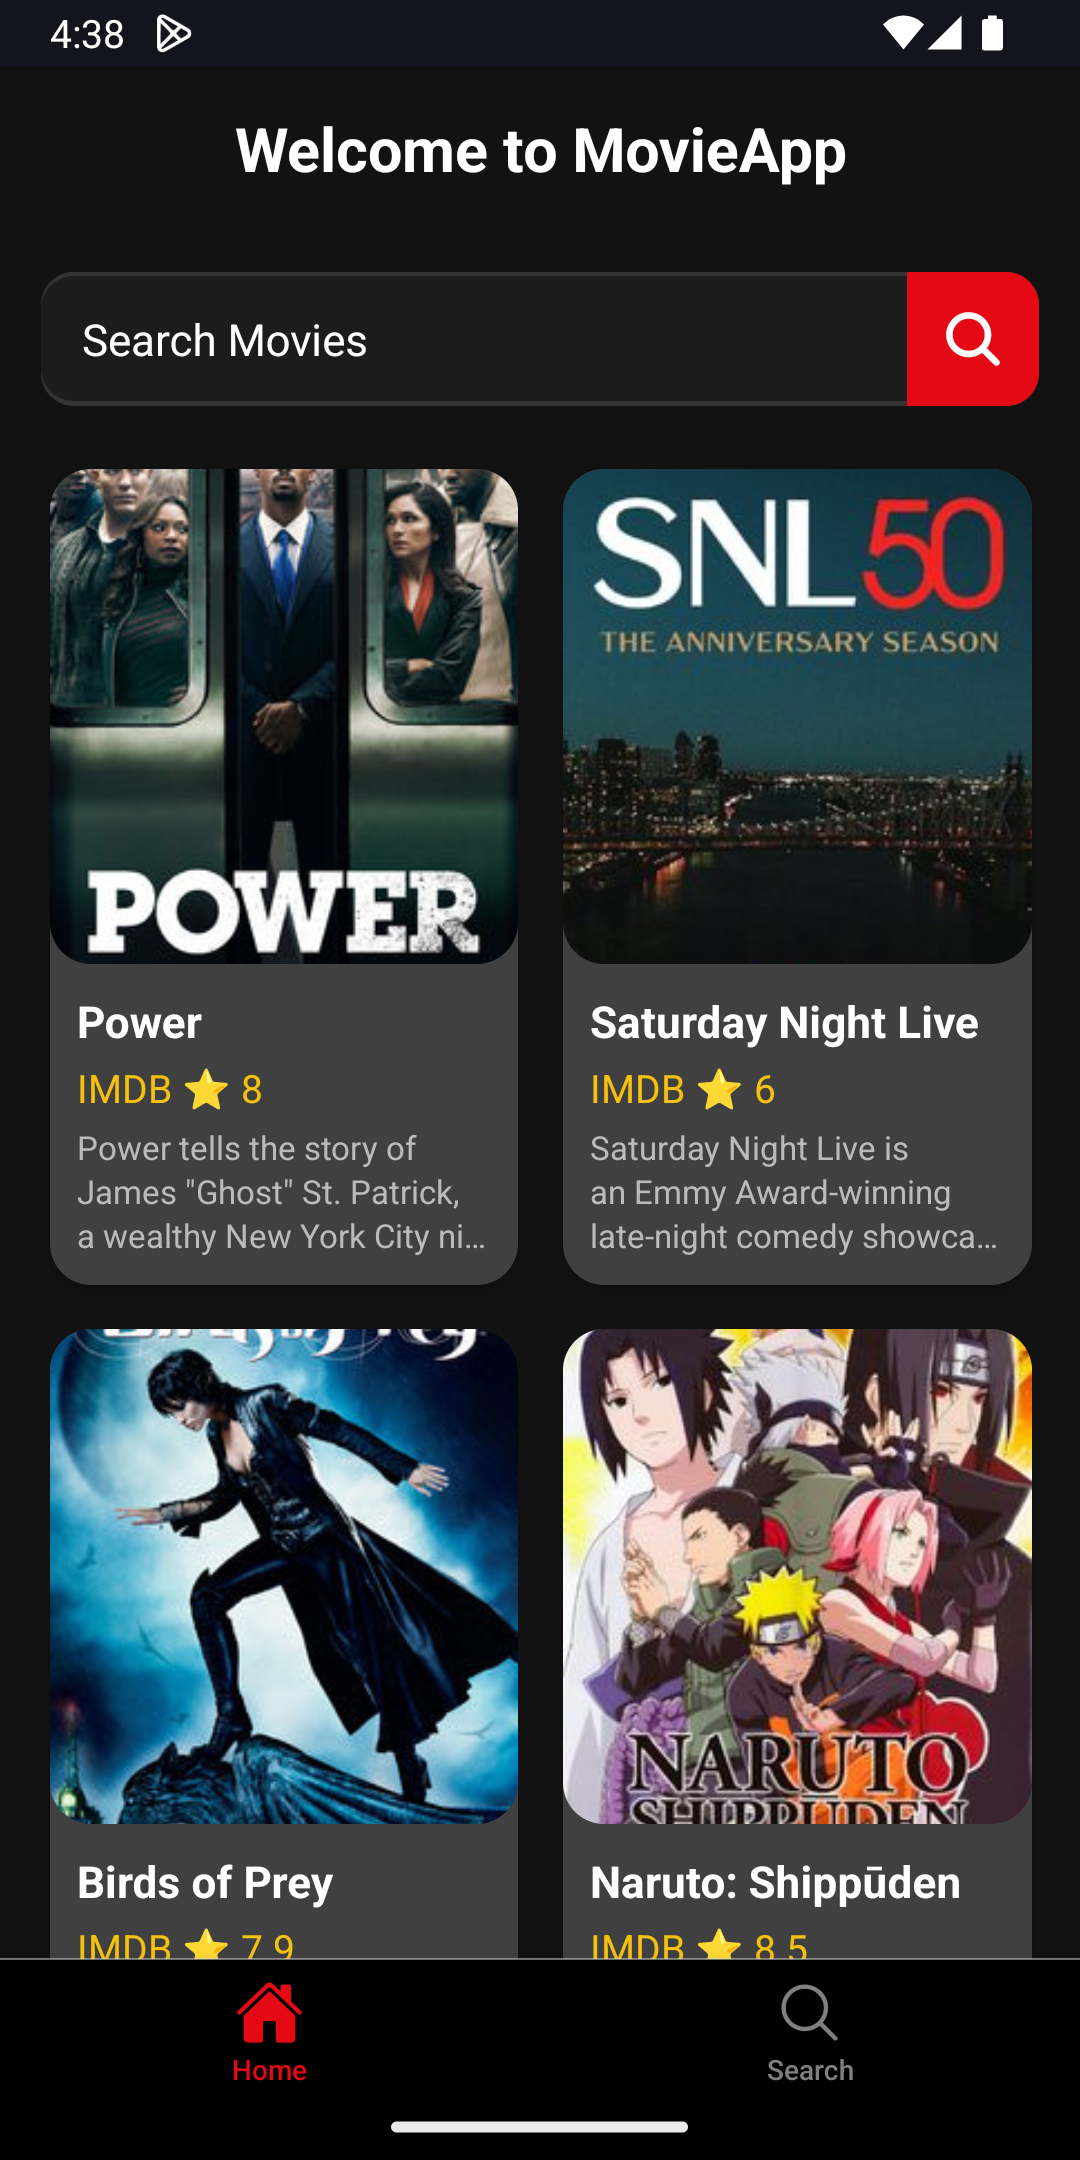 4:38
Welcome to MovieApp
Search Movies
POWER
SNL50
THE ANNIVERSARY SEASON
Power
IMDB ⭐ 8
Power tells the story of
James "Ghost" St. Patrick,
a wealthy New York City ni...
Saturday Night Live
IMDB ⭐ 6
Saturday Night Live is
an Emmy Award-winning
late-night comedy showca...
NARUTO
SHIPPUDEN
Birds of Prey
IMDB ⭐ 7.9
Naruto: Shippūden
IMDB ⭐ 8.5
Home
Search